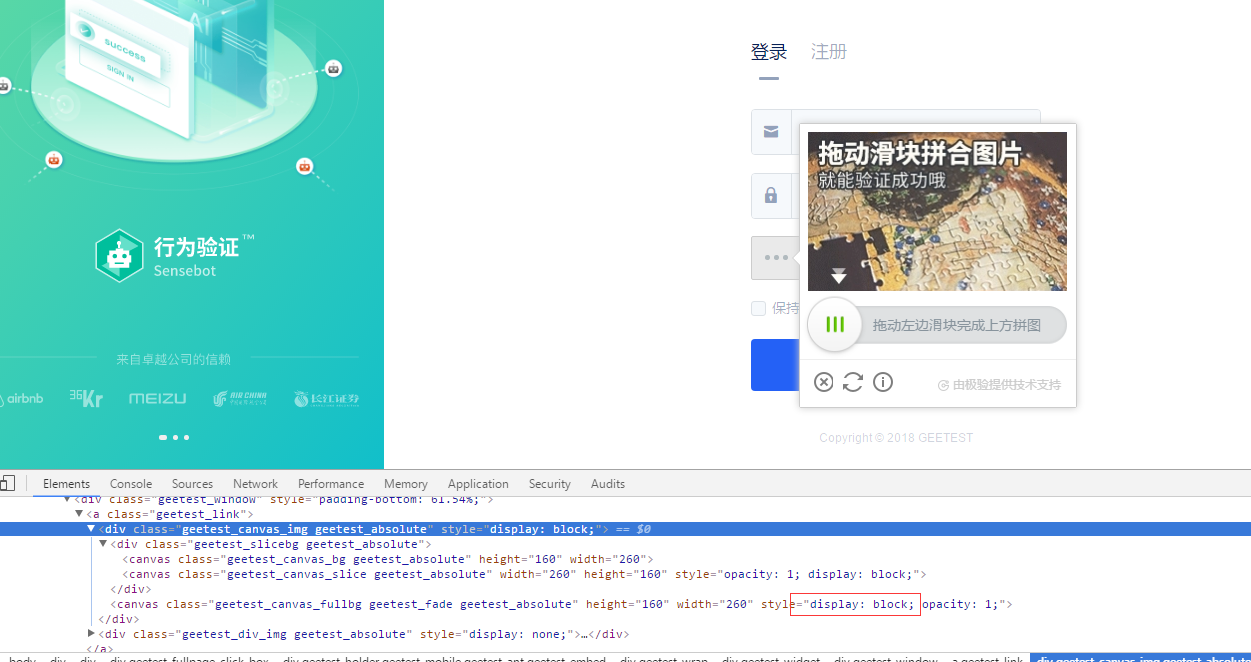 success
SIGN IN
行为验证™
Sensebot
来自卓越公司的信赖
airbnb
36Kr
MEIZU
AIR CHINA
长江证券
登录 注册
拖动滑块拼合图片
就能验证成功哦
保持
拖动左边滑块完成上方拼图
由极验提供技术支持
Copyright © 2018 GEETEST
Elements Console Sources Network Performance Memory Application Security Audits
<div class="geetest_window" style="padding-bottom: 61.54%;">
<a class="geetest_link">
<div class="geetest_canvas_img geetest_absolute" style="display: block;"> == $0
<div class="geetest_slicebg geetest_absolute">
<canvas class="geetest_canvas_bg geetest_absolute" height="160" width="260">
<canvas class="geetest_canvas_slice geetest_absolute" width="260" height="160" style="opacity: 1; display: block;">
</div>
<canvas class="geetest_canvas_fullbg geetest_fade geetest_absolute" height="160" width="260" style="display: block; opacity: 1;">
</div>
<div class="geetest_div_img geetest_absolute" style="display: none;">…</div>
</a>
body div div div.geetest_fullpage_click_box div.geetest_holder.geetest_mobile.geetest_ant.geetest_embed div.geetest_wrap div.geetest_widget div.geetest_window a.geetest_link div.geetest_canvas_img.geetest_absolute